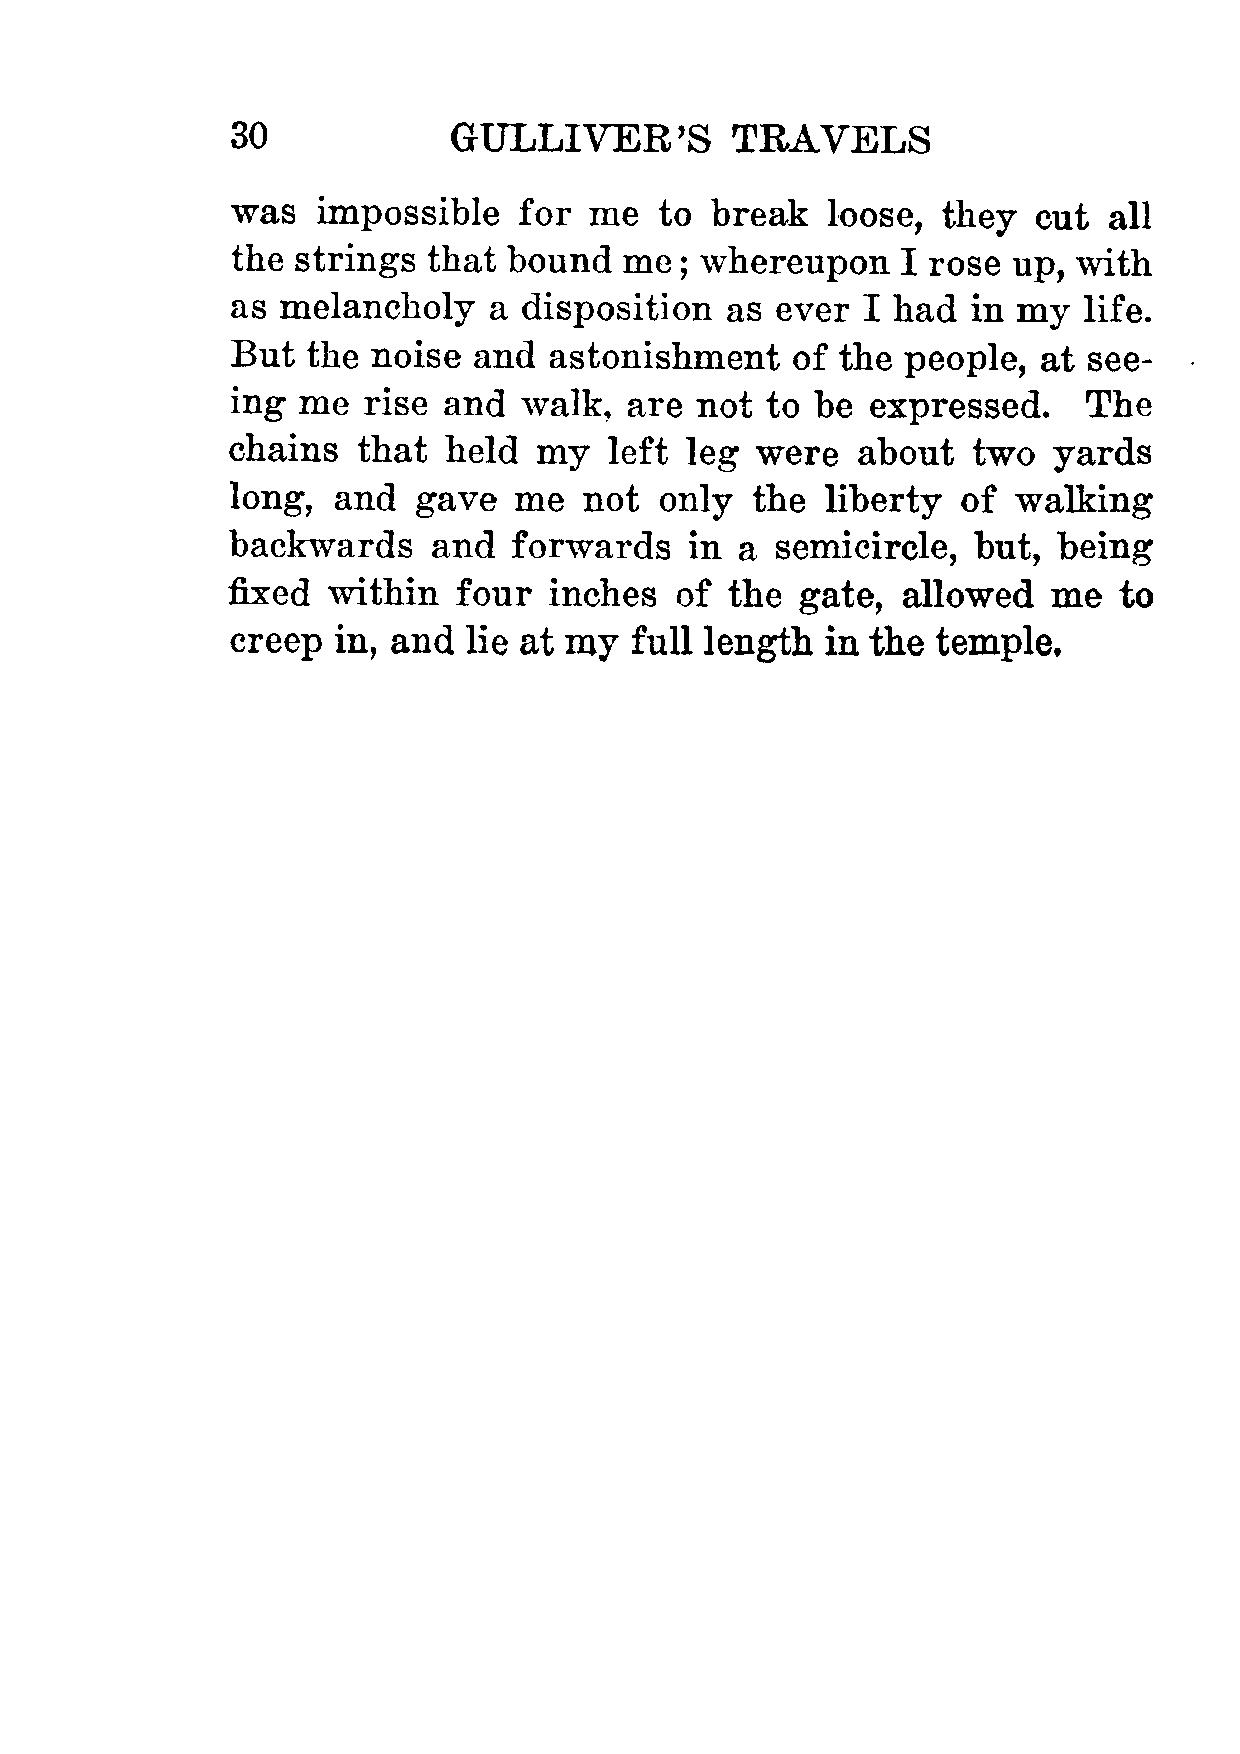 30 GULLIVER'S TRAVELS
was impossible for me to break loose, they cut all
the strings that bound me; whereupon I rose up, with
as melancholy a disposition as ever I had in my life.
But the noise and astonishment of the people, at see-
ing me rise and walk, are not to be expressed. The
chains that held my left leg were about two yards
long, and gave me not only the liberty of walking
backwards and forwards in a semicircle, but, being
fixed within four inches of the gate, allowed me to
creep in, and lie at my full length in the temple.